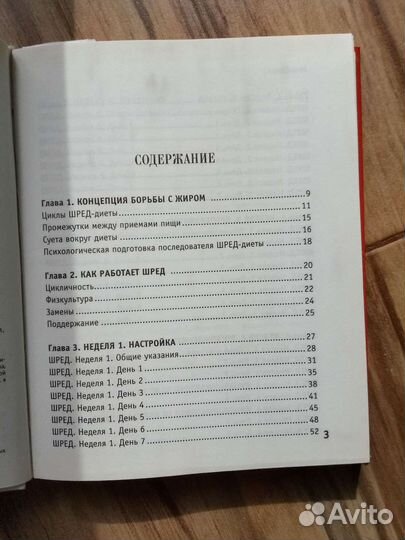 СОДЕРЖАНИЕ
Глава 1. КОНЦЕПЦИЯ БОРЬБЫ С ЖИРОМ 9
Циклы ШРЕД-диеты 11
Промежутки между приемами пищи 15
Суета вокруг диеты 16
Психологическая подготовка последователя ШРЕД-диеты 18
Глава 2. КАК РАБОТАЕТ ШРЕД 20
Цикличность 21
Физкультура 22
Замены 24
Поддержание 25
Глава 3. НЕДЕЛЯ 1. НАСТРОЙКА 27
ШРЕД. Неделя 1. Общие указания 28
ШРЕД. Неделя 1. День 1 31
ШРЕД. Неделя 1. День 2 35
ШРЕД. Неделя 1. День 3 38
ШРЕД. Неделя 1. День 4 41
ШРЕД. Неделя 1. День 5 45
ШРЕД. Неделя 1. День 6 48
ШРЕД. Неделя 1. День 7 52
3
Avito